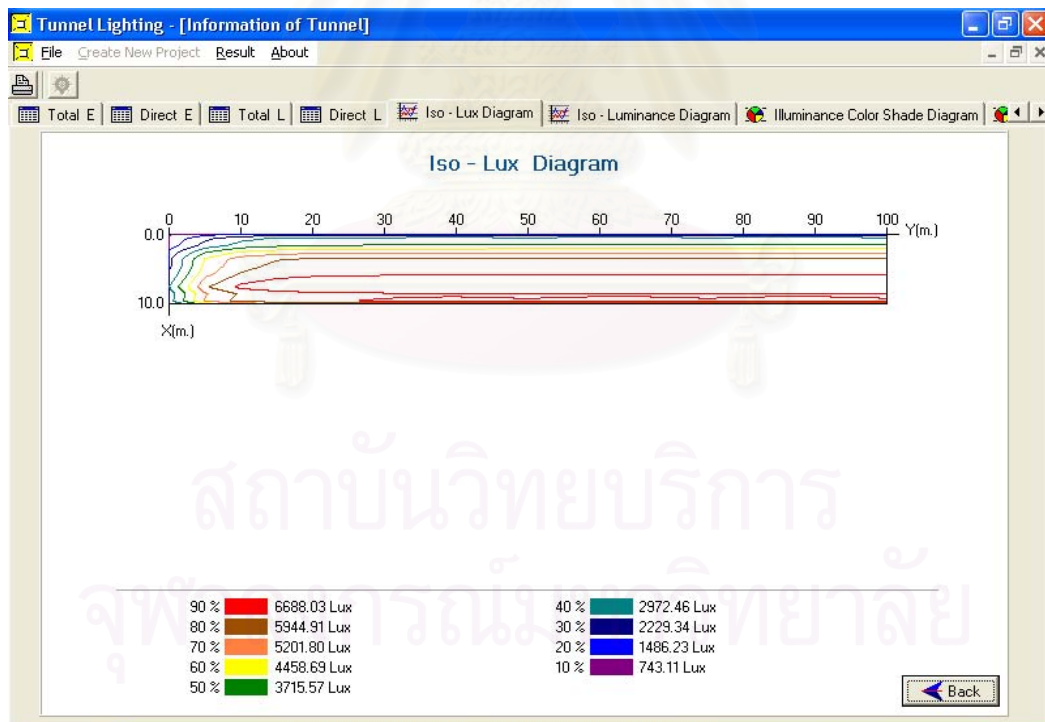 Tunnel Lighting - [Information of Tunnel]
File Create New Project Result About
Total E Direct E Total L Direct L Iso - Lux Diagram Iso - Luminance Diagram Illuminance Color Shade Diagram
Iso - Lux Diagram
0 10 20 30 40 50 60 70 80 90 100 Y(m.)
0.0
10.0
X(m.)
สถาบันวิทยบริการ
จุฬาลงกรณ์มหาวิทยาลัย
90 % 6688.03 Lux 40 % 2972.46 Lux
80 % 5944.91 Lux 30 % 2229.34 Lux
70 % 5201.80 Lux 20 % 1486.23 Lux
60 % 4458.69 Lux 10 % 743.11 Lux
50 % 3715.57 Lux
Back